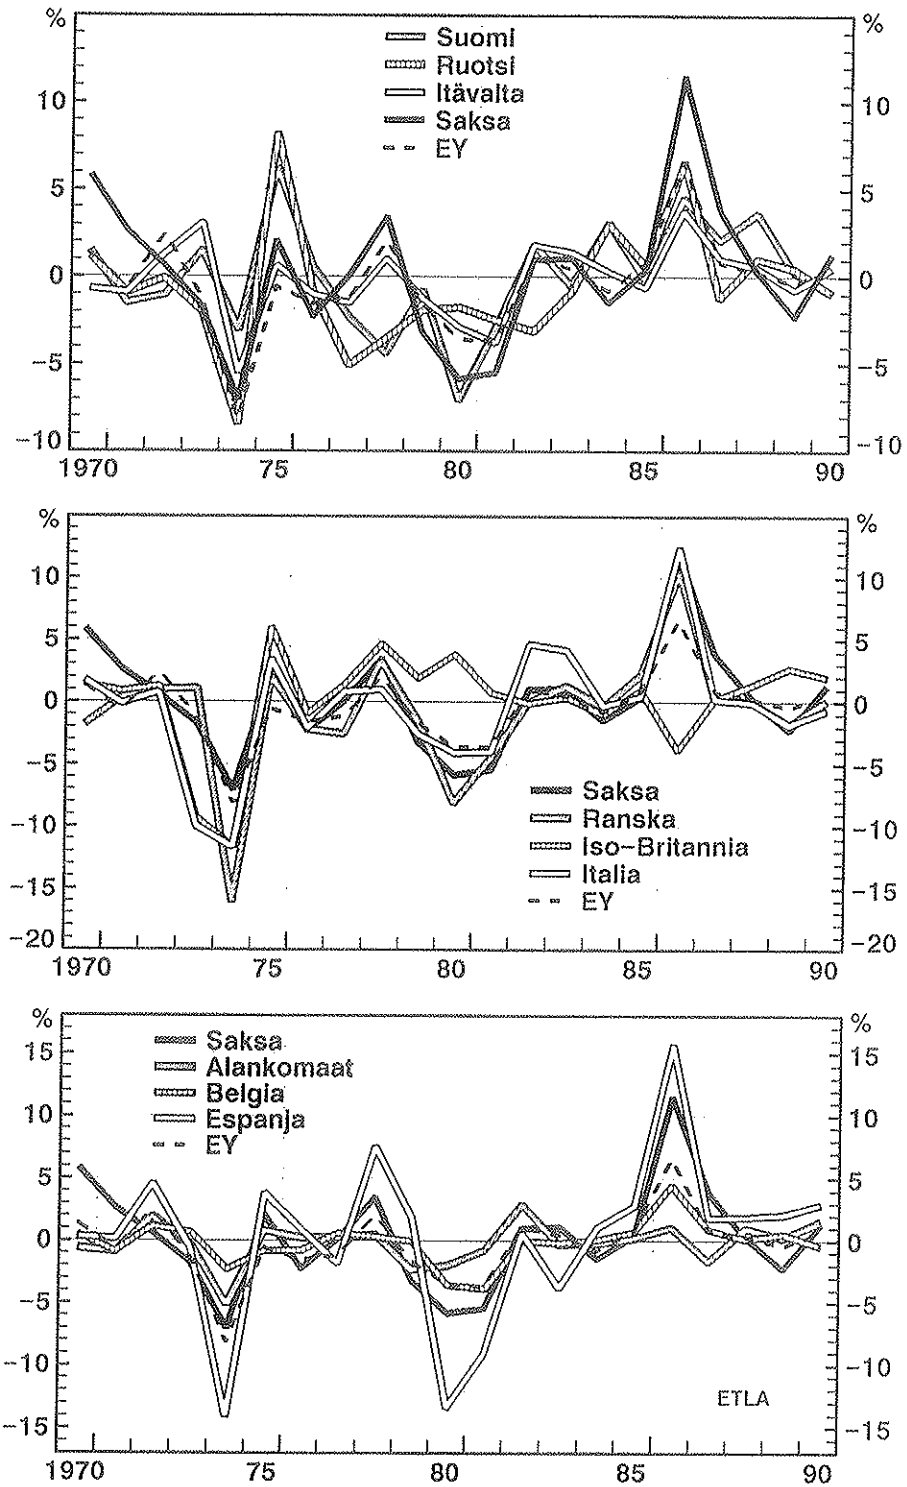 % %
Suomi
Ruotsi
Itävalta
Saksa
EY
10 10
5 5
0 0
−5 −5
−10 −10
1970 75 80 85 90
% %
10 10
5 5
0 0
−5 −5
Saksa
Ranska
−10 −10
Iso−Britannia
Italia
−15 −15
EY
−20 −20
1970 75 80 85 90
% %
Saksa
15 15
Alankomaat
Belgia
10 10
Espanja
EY
5 5
0 0
−5 −5
−10 −10
ETLA
−15 −15
1970 75 80 85 90